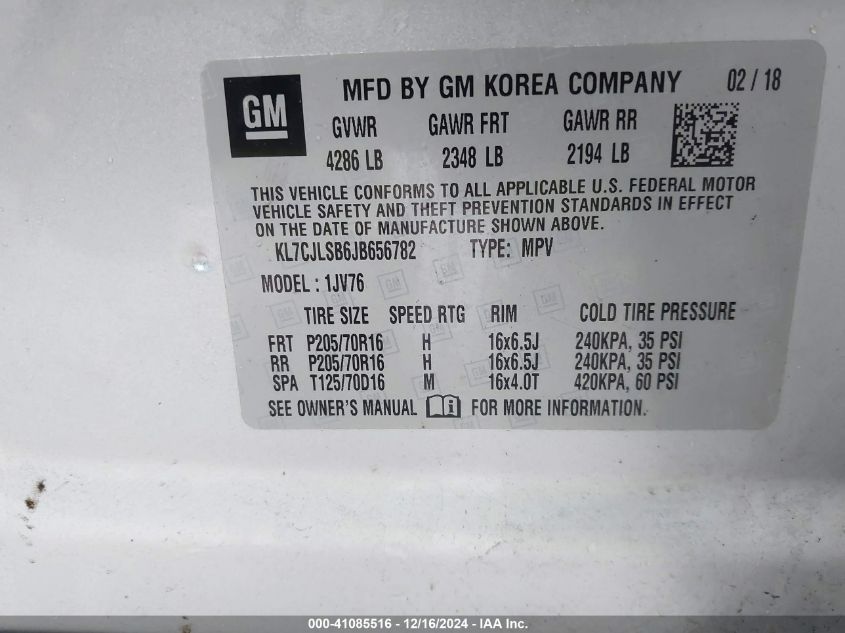 GM
MFD BY GM KOREA COMPANY 02 / 18
GVWR GAWR FRT GAWR RR
4286 LB 2348 LB 2194 LB
THIS VEHICLE CONFORMS TO ALL APPLICABLE U.S. FEDERAL MOTOR
VEHICLE SAFETY AND THEFT PREVENTION STANDARDS IN EFFECT
ON THE DATE OF MANUFACTURE SHOWN ABOVE.
KL7CJLSB6JB656782 TYPE: MPV
MODEL : 1JV76
TIRE SIZE SPEED RTG RIM COLD TIRE PRESSURE
FRT P205/70R16 H 16x6.5J 240KPA, 35 PSI
RR P205/70R16 H 16x6.5J 240KPA, 35 PSI
SPA T125/70D16 M 16x4.0T 420KPA, 60 PSI
SEE OWNER'S MANUAL FOR MORE INFORMATION.
000-41085516 - 12/16/2024 - IAA Inc.